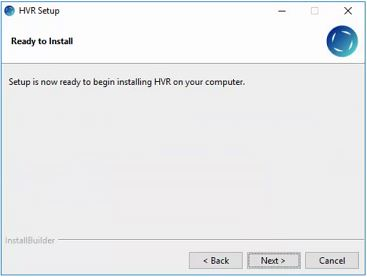 HVR Setup
Ready to Install
Setup is now ready to begin installing HVR on your computer.
InstallBuilder
< Back
Next >
Cancel